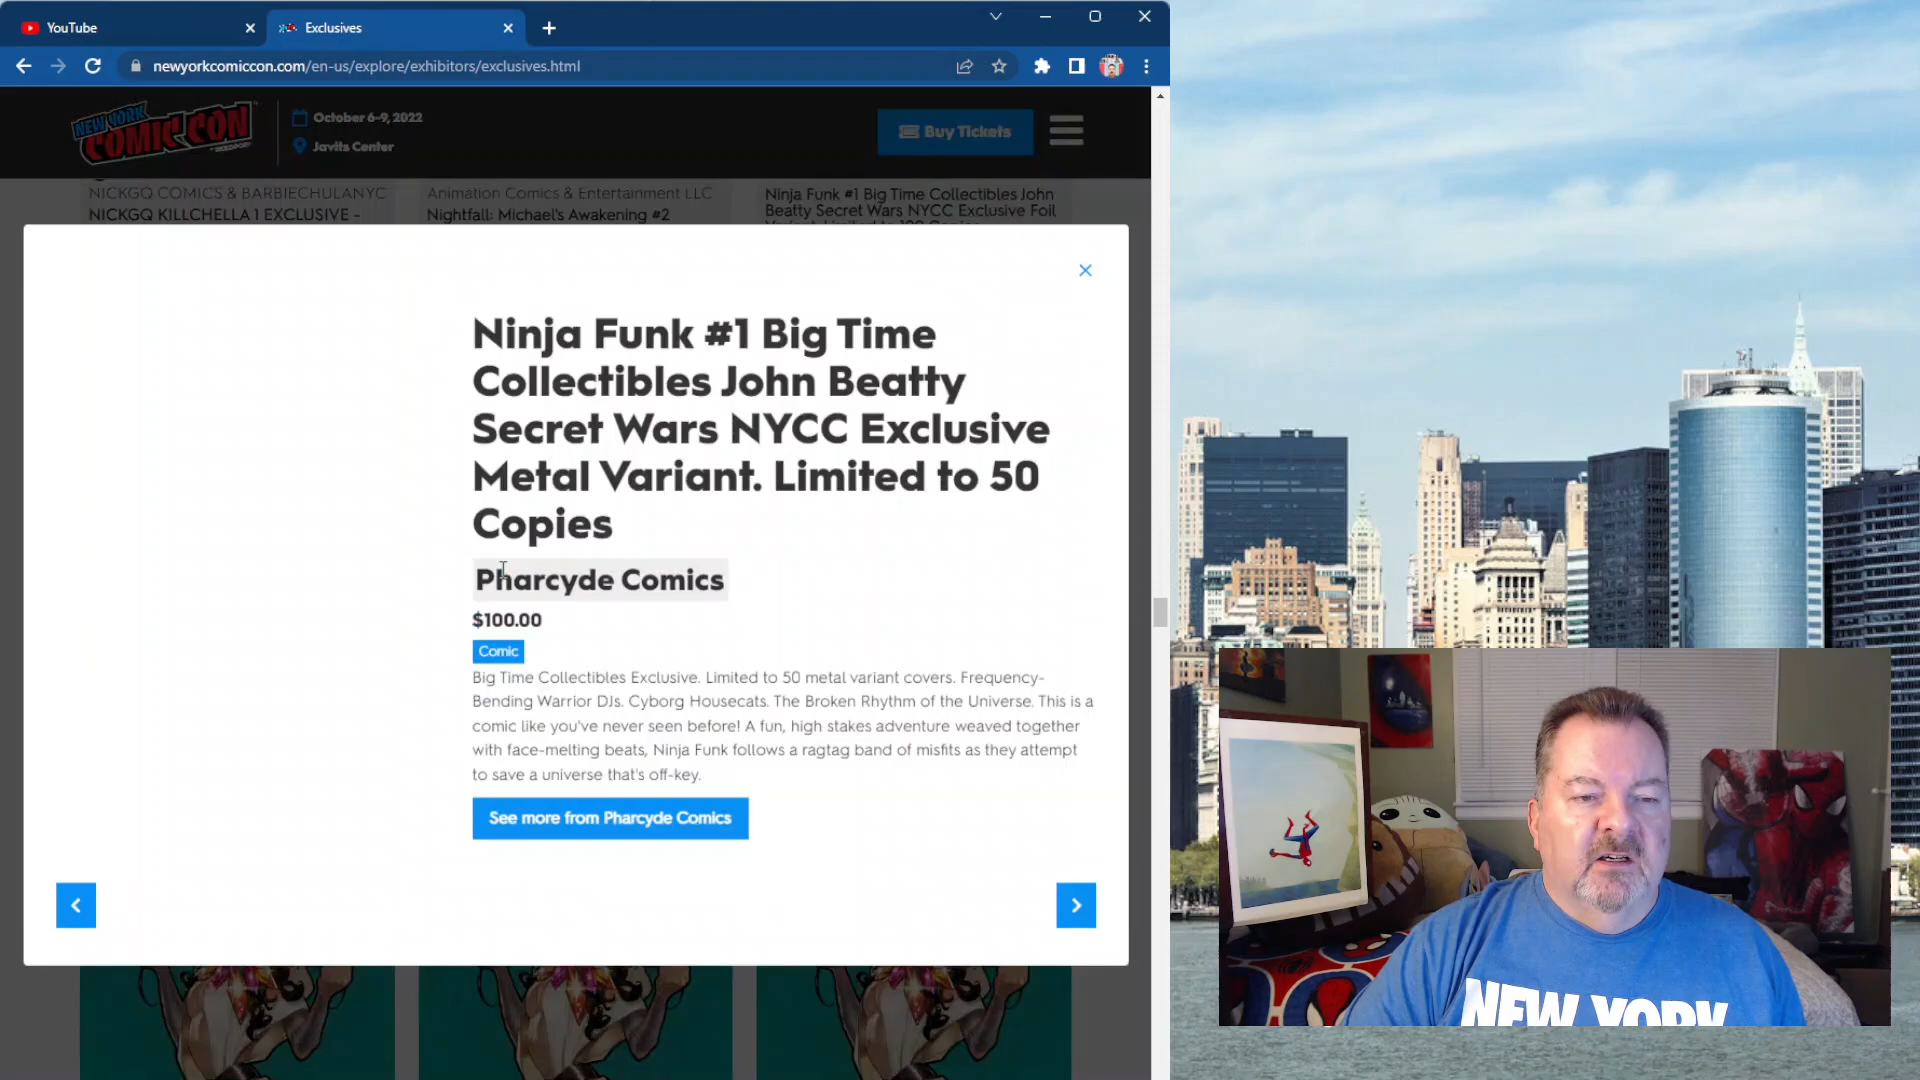 YouTube
Exclusives
newyorkcomiccon.com/en-us/explore/exhibitors/exclusives.html
NEW YORK
COMIC CON
October 6-9, 2022
Javits Center
Buy Tickets
NICKGQ COMICS & BARBIECHULANYC
NICKGQ KILLCHELLA 1 EXCLUSIVE -
Animation Comics & Entertainment LLC
Nightfall: Michael's Awakening #2
Ninja Funk #1 Big Time Collectibles John
Beatty Secret Wars NYCC Exclusive Foil
Ninja Funk #1 Big Time
Collectibles John Beatty
Secret Wars NYCC Exclusive
Metal Variant. Limited to 50
Copies
Pharcyde Comics
$100.00
Comic
Big Time Collectibles Exclusive. Limited to 50 metal variant covers. Frequency-
Bending Warrior DJs. Cyborg Housecats. The Broken Rhythm of the Universe. This is a
comic like you've never seen before! A fun, high stakes adventure weaved together
with face-melting beats, Ninja Funk follows a ragtag band of misfits as they attempt
to save a universe that's off-key.
See more from Pharcyde Comics
NEW YORK